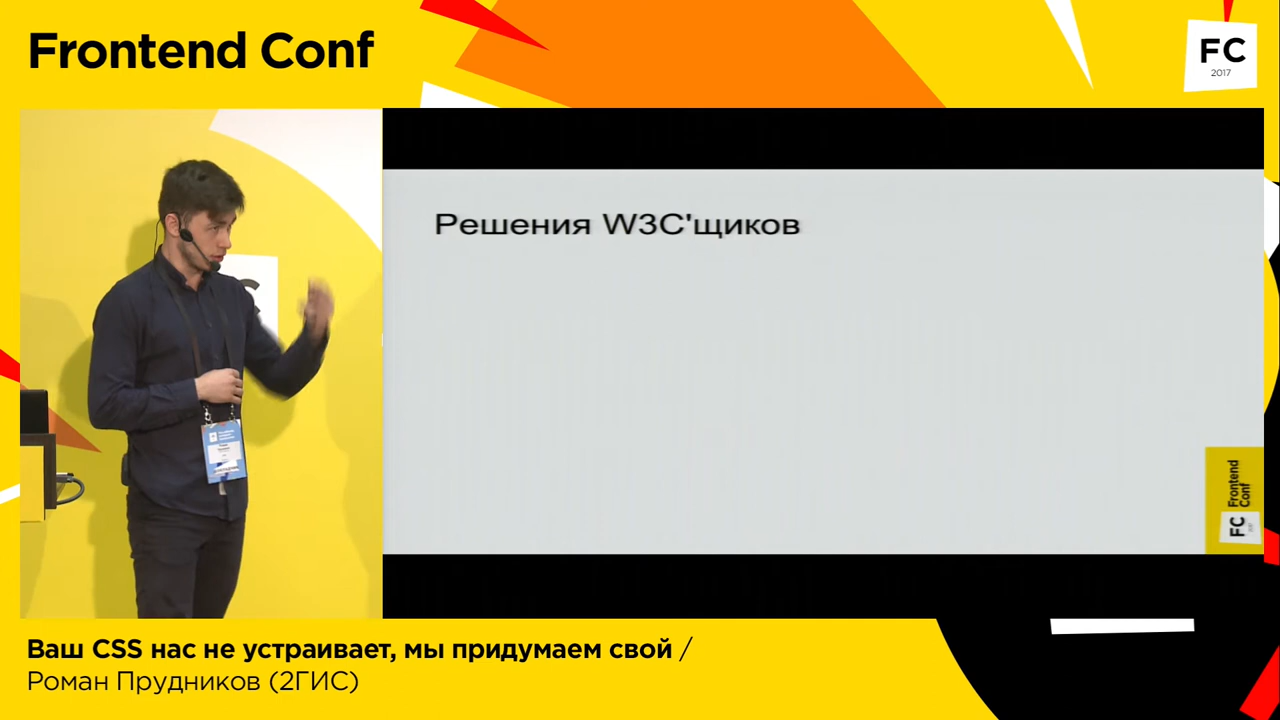 Frontend Conf
FC
2017
Решения W3C'щиков
Frontend
Conf
FC
Ваш CSS нас не устраивает, мы придумаем свой /
Роман Прудников (2ГИС)